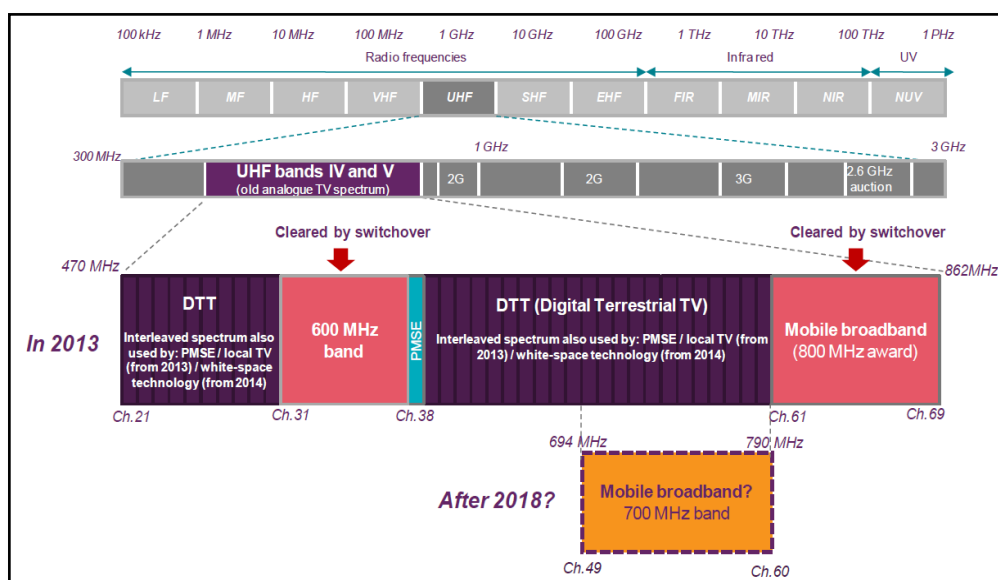 100 kHz 1 MHz 10 MHz 100 MHz 1 GHz 10 GHz 100 GHz 1 THz 10 THz 100 THz 1 PHz
Radio frequencies Infra red UV
LF MF HF VHF UHF SHF EHF FIR MIR NIR NUV
300 MHz 1 GHz 3 GHz
UHF bands IV and V
(old analogue TV spectrum)
2G 2G 3G
2.6 GHz
auction
Cleared by switchover Cleared by switchover
470 MHz 862MHz
In 2013
DTT
Interleaved spectrum also
used by: PMSE / local TV
(from 2013) / white-space
technology (from 2014)
600 MHz
band
PMSE
DTT (Digital Terrestrial TV)
Interleaved spectrum also used by: PMSE / local TV (from
2013) / white-space technology (from 2014)
Mobile broadband
(800 MHz award)
Ch.21 Ch.31 Ch.38 Ch.61 Ch.69
694 MHz 790 MHz
After 2018?
Mobile broadband?
700 MHz band
Ch.49 Ch.60